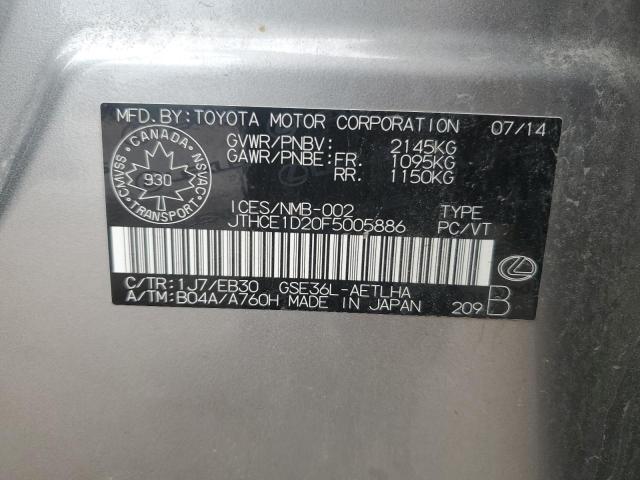 MFD.BY:TOYOTA MOTOR CORPORATION 07/14
GVWR/PNBV: 2145KG
GAWR/PNBE:FR. 1095KG
RR. 1150KG
CANADA
CMVSS NSVAC
930
TRANSPORT
ICES/NMB-002 TYPE
JTHCE1D20F5005886 PC/VT
C/TR:1J7/EB30 GSE36L-AETLHA
A/TM:B04A/A760H MADE IN JAPAN 209 B